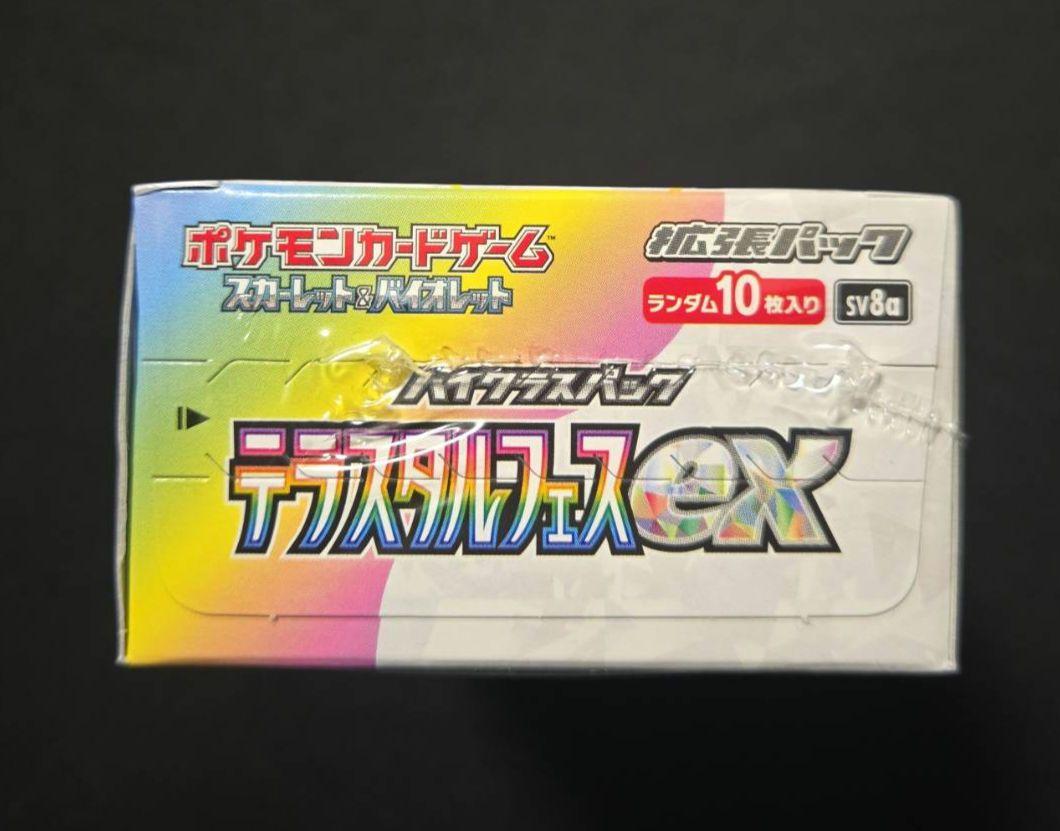 ポケモンカードゲーム™
スカーレット&バイオレット
拡張パック
ランダム10枚入り
SV8a
ハイクラスパック
テラスタルフェスex